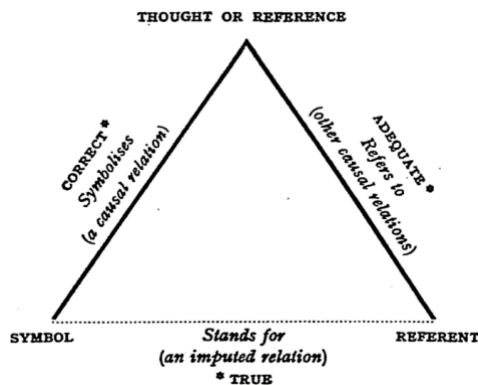 THOUGHT OR REFERENCE
CORRECT*
Symbolises
(a causal relation)
ADEQUATE*
Refers to
(other causal relations)
SYMBOL
Stands for
(an imputed relation)
* TRUE
REFERENT